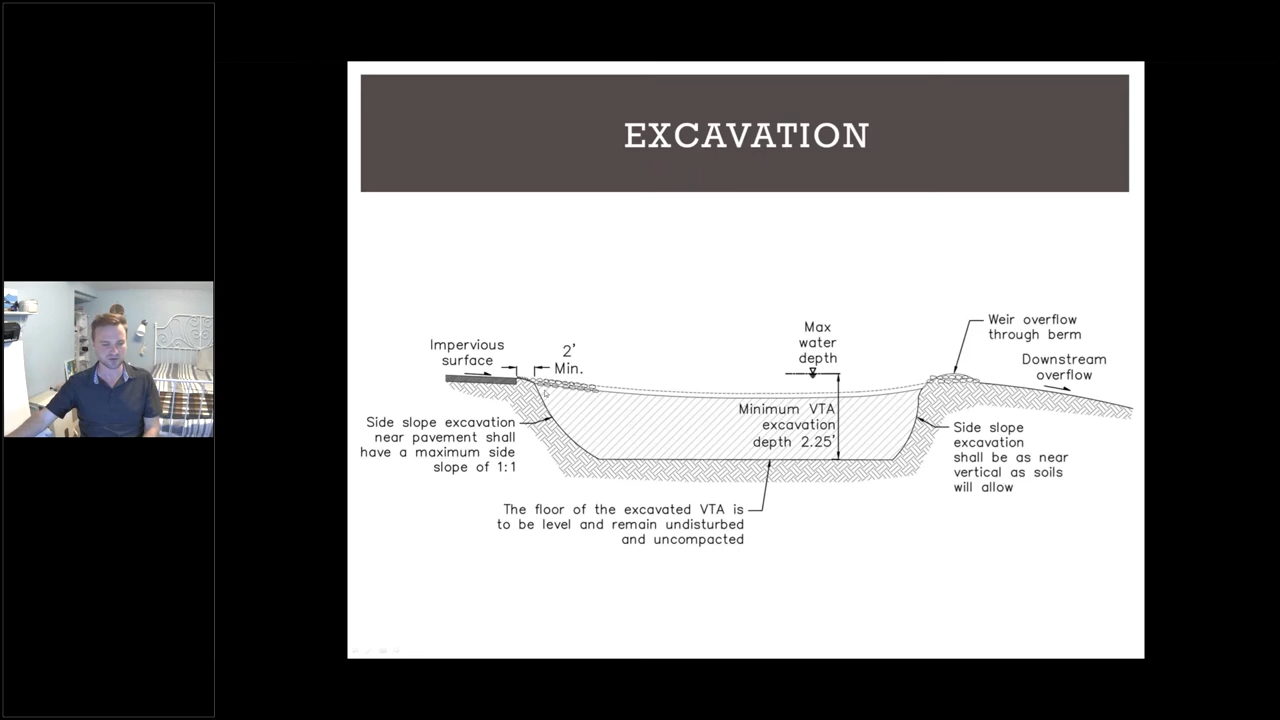 EXCAVATION
Impervious
surface
2'
Min.
Max
water
depth
Weir overflow
through berm
Downstream
overflow
Side slope excavation
near pavement shall
have a maximum side
slope of 1:1
Minimum VTA
excavation
depth 2.25'
Side slope
excavation
shall be as near
vertical as soils
will allow
The floor of the excavated VTA is
to be level and remain undisturbed
and uncompacted